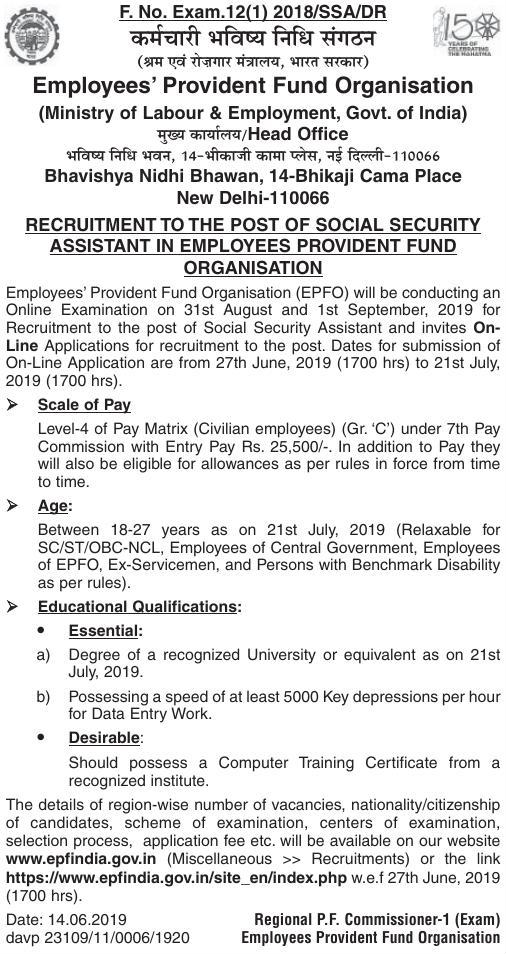 F. No. Exam.12(1) 2018/SSA/DR
कर्मचारी भविष्य निधि संगठन
(श्रम एवं रोज़गार मंत्रालय, भारत सरकार)
150
YEARS OF
CELEBRATING
THE MAHATMA
Employees' Provident Fund Organisation
(Ministry of Labour & Employment, Govt. of India)
मुख्य कार्यालय/Head Office
भविष्य निधि भवन, 14-भीकाजी कामा प्लेस, नई दिल्ली-110066
Bhavishya Nidhi Bhawan, 14-Bhikaji Cama Place
New Delhi-110066
RECRUITMENT TO THE POST OF SOCIAL SECURITY
ASSISTANT IN EMPLOYEES PROVIDENT FUND
ORGANISATION
Employees' Provident Fund Organisation (EPFO) will be conducting an
Online Examination on 31st August and 1st September, 2019 for
Recruitment to the post of Social Security Assistant and invites On-
Line Applications for recruitment to the post. Dates for submission of
On-Line Application are from 27th June, 2019 (1700 hrs) to 21st July,
2019 (1700 hrs).
➢ Scale of Pay
Level-4 of Pay Matrix (Civilian employees) (Gr. 'C') under 7th Pay
Commission with Entry Pay Rs. 25,500/-. In addition to Pay they
will also be eligible for allowances as per rules in force from time
to time.
➢ Age:
Between 18-27 years as on 21st July, 2019 (Relaxable for
SC/ST/OBC-NCL, Employees of Central Government, Employees
of EPFO, Ex-Servicemen, and Persons with Benchmark Disability
as per rules).
➢ Educational Qualifications:
• Essential:
a) Degree of a recognized University or equivalent as on 21st
July, 2019.
b) Possessing a speed of at least 5000 Key depressions per hour
for Data Entry Work.
• Desirable:
Should possess a Computer Training Certificate from a
recognized institute.
The details of region-wise number of vacancies, nationality/citizenship
of candidates, scheme of examination, centers of examination,
selection process, application fee etc. will be available on our website
www.epfindia.gov.in (Miscellaneous >> Recruitments) or the link
https://www.epfindia.gov.in/site_en/index.php w.e.f 27th June, 2019
(1700 hrs).
Date: 14.06.2019 Regional P.F. Commissioner-1 (Exam)
davp 23109/11/0006/1920 Employees Provident Fund Organisation